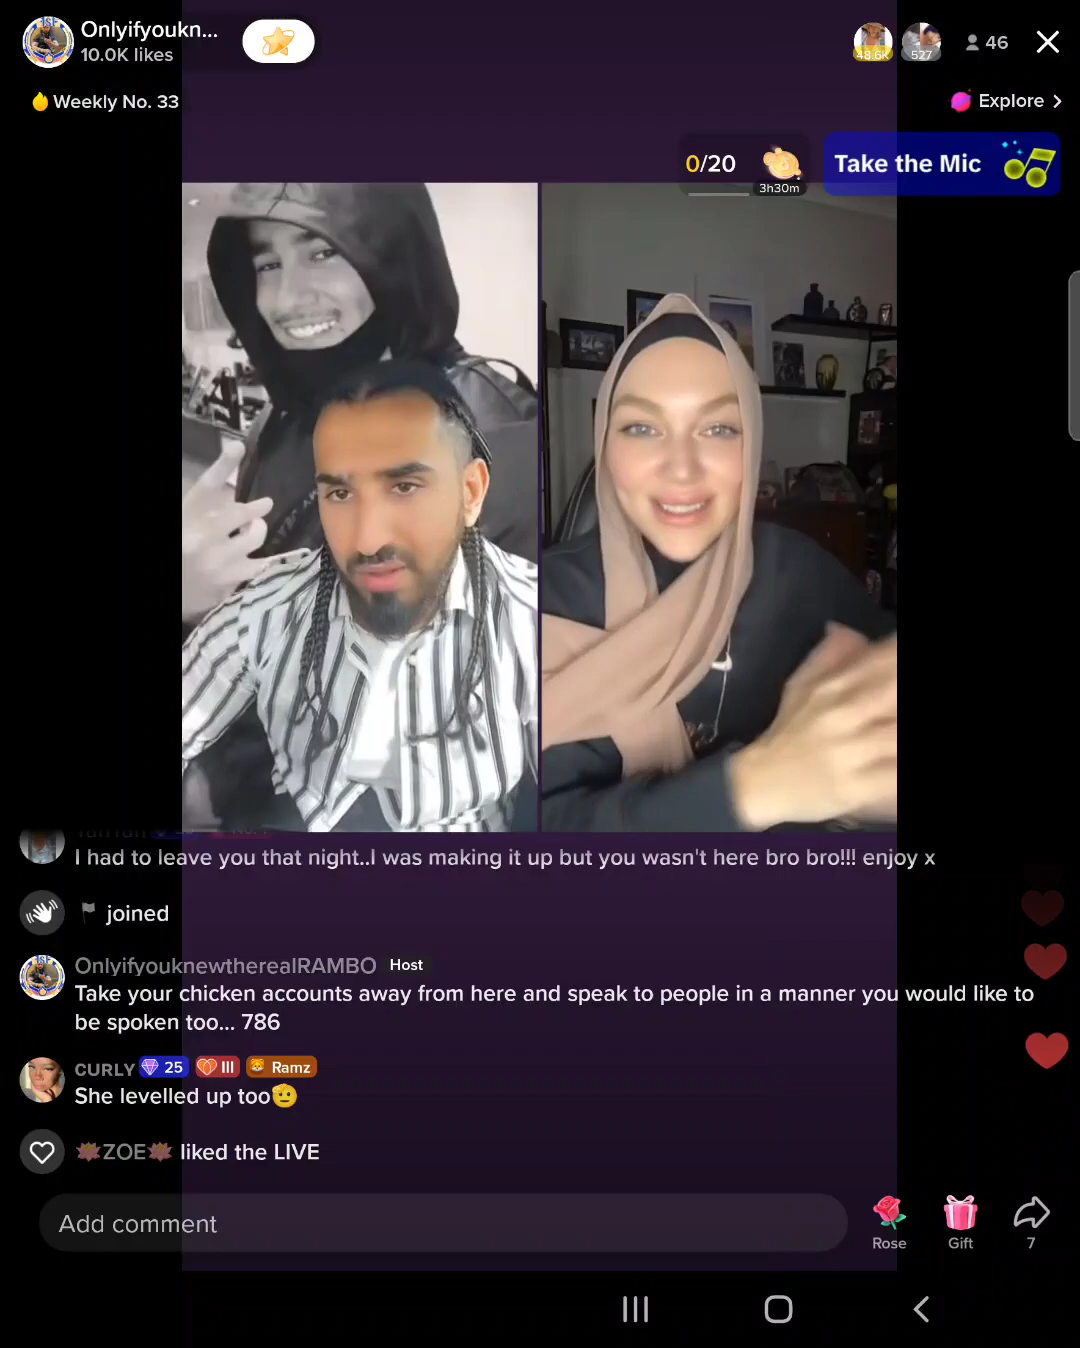 Onlyifyoukn...
10.0K likes
48.6K
527
46
Weekly No. 33
Explore >
0/20
3h30m
Take the Mic
I had to leave you that night..I was making it up but you wasn't here bro bro!!! enjoy x
joined
OnlyifyouknewtherealRAMBO Host
Take your chicken accounts away from here and speak to people in a manner you would like to
be spoken too... 786
CURLY 25 III Ramz
She levelled up too🫡
ZOE liked the LIVE
Add comment
Rose
Gift
7